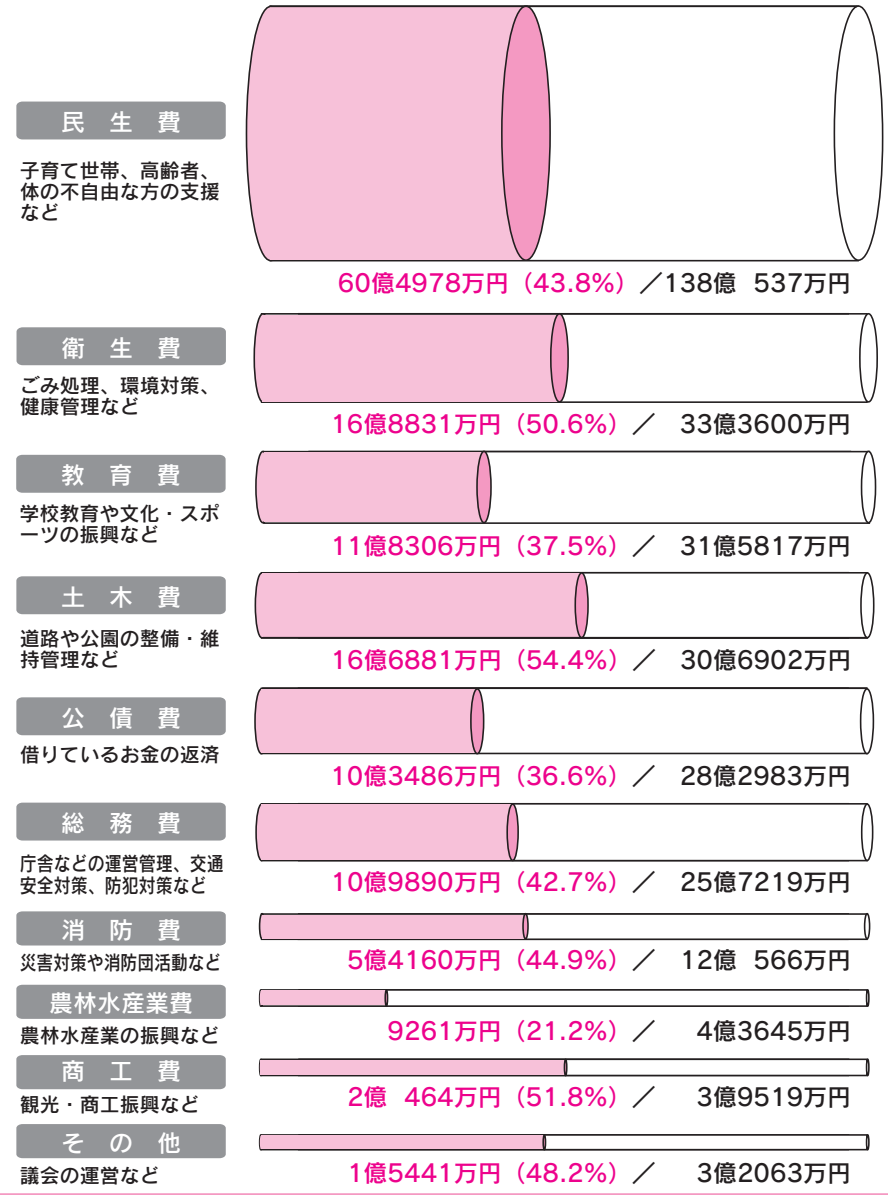 民生費
子育て世帯、高齢者、
体の不自由な方の支援
など
60億4978万円（43.8%）／138億 537万円
衛生費
ごみ処理、環境対策、
健康管理など
16億8831万円（50.6%）／ 33億3600万円
教育費
学校教育や文化・スポ
ーツの振興など
11億8306万円（37.5%）／ 31億5817万円
土木費
道路や公園の整備・維
持管理など
16億6881万円（54.4%）／ 30億6902万円
公債費
借りているお金の返済
10億3486万円（36.6%）／ 28億2983万円
総務費
庁舎などの運営管理、交通
安全対策、防犯対策など
10億9890万円（42.7%）／ 25億7219万円
消防費
災害対策や消防団活動など
5億4160万円（44.9%）／ 12億 566万円
農林水産業費
農林水産業の振興など
9261万円（21.2%）／ 4億3645万円
商工費
観光・商工振興など
2億 464万円（51.8%）／ 3億9519万円
その他
議会の運営など
1億5441万円（48.2%）／ 3億2063万円